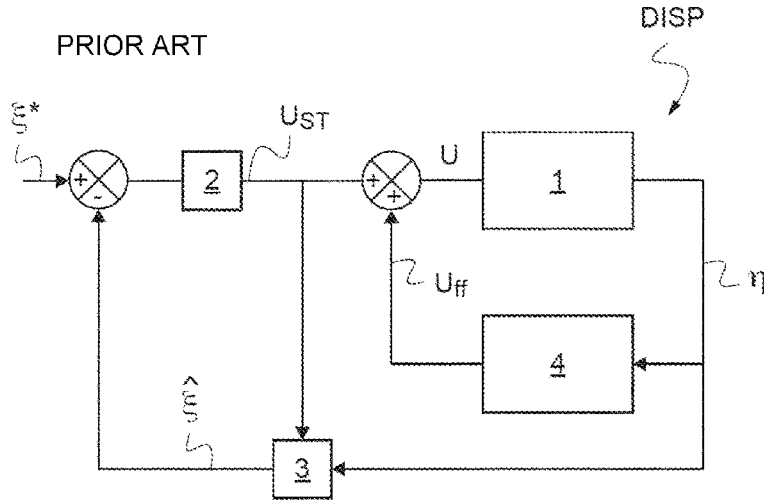 DISP
PRIOR ART
ξ*
U_ST
U
+
-
2
+
+
1
U_ff
η
4
ξ̂
3